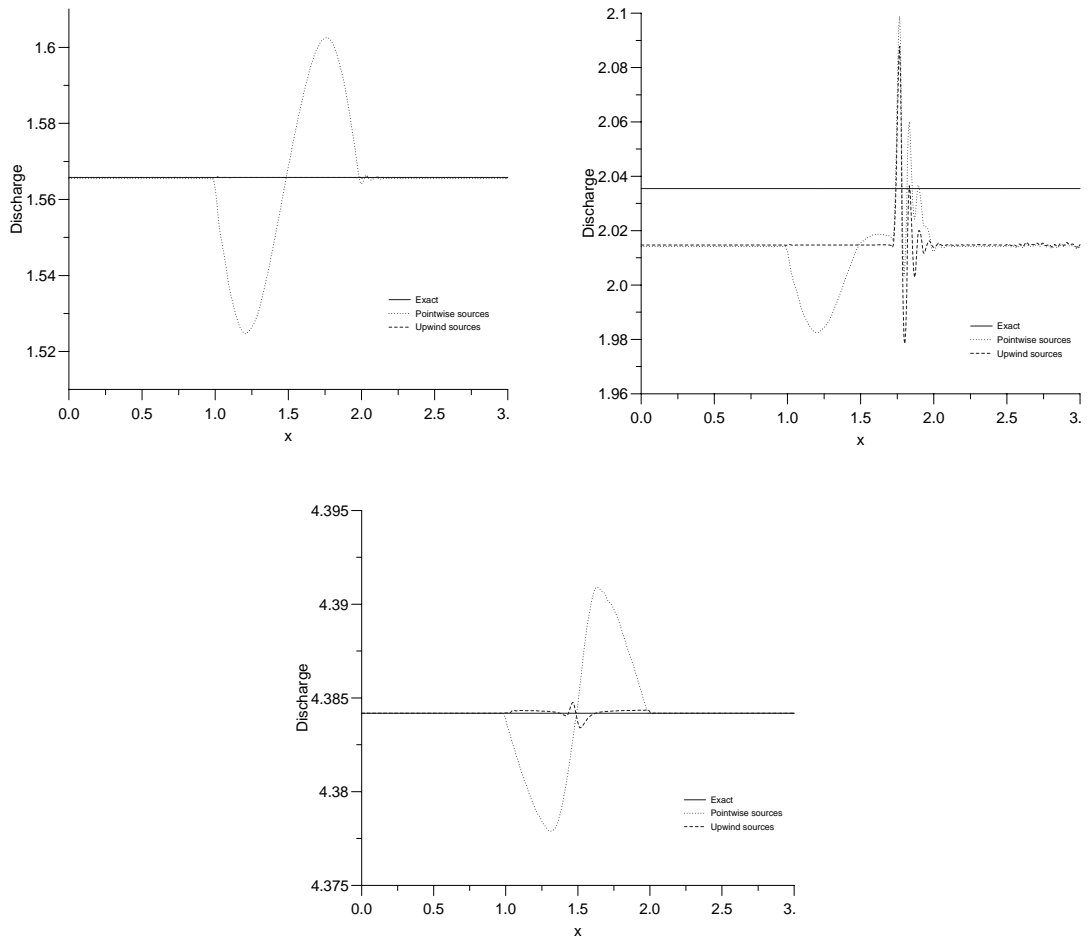 1.6
1.58
1.56
1.54
1.52
Discharge
0.0 0.5 1.0 1.5 2.0 2.5 3.
x
Exact
Pointwise sources
Upwind sources
2.1
2.08
2.06
2.04
2.02
2.0
1.98
1.96
Discharge
0.0 0.5 1.0 1.5 2.0 2.5 3.
x
Exact
Pointwise sources
Upwind sources
4.395
4.39
4.385
4.38
4.375
Discharge
0.0 0.5 1.0 1.5 2.0 2.5 3.
x
Exact
Pointwise sources
Upwind sources